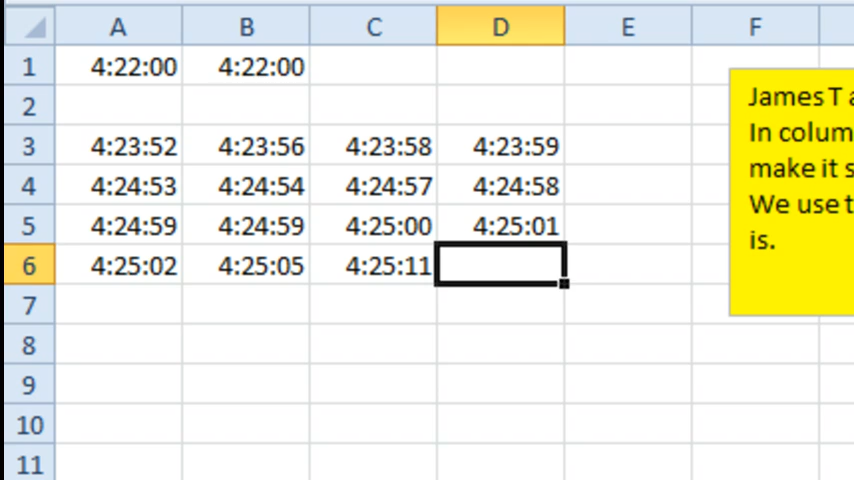 A B C D E F
1 4:22:00 4:22:00
2
3 4:23:52 4:23:56 4:23:58 4:23:59
4 4:24:53 4:24:54 4:24:57 4:24:58
5 4:24:59 4:24:59 4:25:00 4:25:01
6 4:25:02 4:25:05 4:25:11
7
8
9
10
11
James T
In
make it
We use
is.